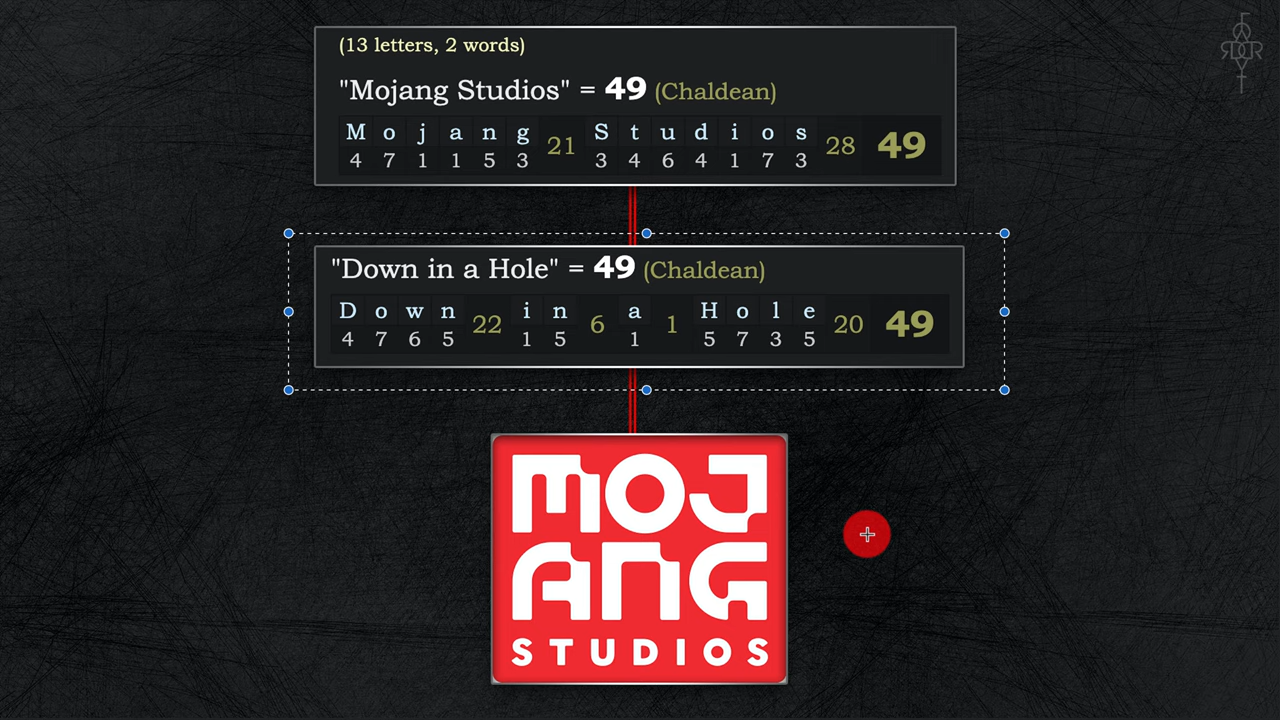 (13 letters, 2 words)
"Mojang Studios" = 49 (Chaldean)
M o j a n g 21 S t u d i o s 28 49
4 7 1 1 5 3 3 4 6 4 1 7 3
"Down in a Hole" = 49 (Chaldean)
D o w n 22 i n 6 a 1 H o l e 20 49
4 7 6 5 1 5 1 5 7 3 5
MOJ
ANG
STUDIOS